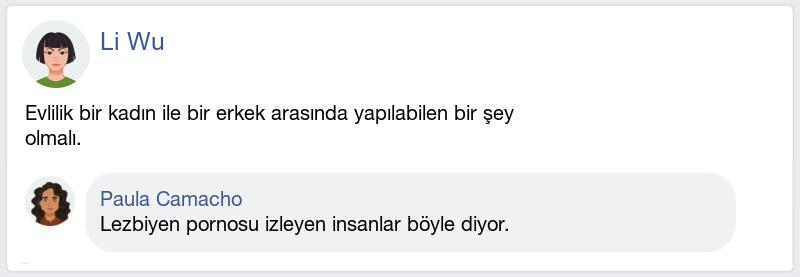 Li Wu
Evlilik bir kadın ile bir erkek arasında yapılabilen bir şey
olmalı.
Paula Camacho
Lezbiyen pornosu izleyen insanlar böyle diyor.